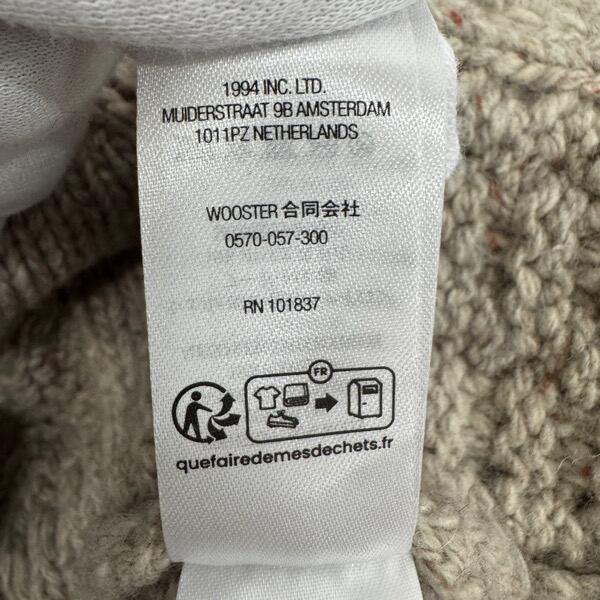 1994 INC. LTD.
MUIDERSTRAAT 9B AMSTERDAM
1011PZ NETHERLANDS
WOOSTER 合同会社
0570-057-300
RN 101837
FR
quefairedemesdechets.fr